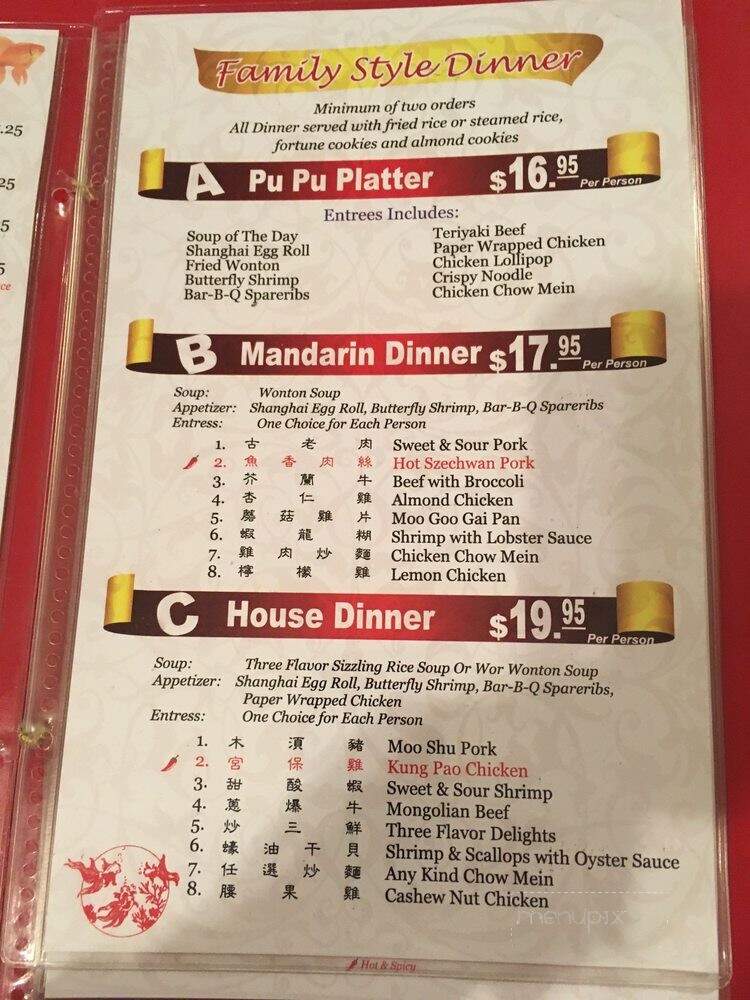 .25
25
5
5
ce
Family Style Dinner
Minimum of two orders
All Dinner served with fried rice or steamed rice,
fortune cookies and almond cookies
A Pu Pu Platter $16.95 Per Person
Entrees Includes:
Soup of The Day
Shanghai Egg Roll
Fried Wonton
Butterfly Shrimp
Bar-B-Q Spareribs
Teriyaki Beef
Paper Wrapped Chicken
Chicken Lollipop
Crispy Noodle
Chicken Chow Mein
B Mandarin Dinner $17.95 Per Person
Soup: Wonton Soup
Appetizer: Shanghai Egg Roll, Butterfly Shrimp, Bar-B-Q Spareribs
Entress: One Choice for Each Person
1. 古老肉 Sweet & Sour Pork
2. 魚香肉絲 Hot Szechwan Pork
3. 芥蘭牛 Beef with Broccoli
4. 杏仁雞 Almond Chicken
5. 蘑菇雞片 Moo Goo Gai Pan
6. 蝦龍糊 Shrimp with Lobster Sauce
7. 雞肉炒麵 Chicken Chow Mein
8. 檸檬雞 Lemon Chicken
C House Dinner $19.95 Per Person
Soup: Three Flavor Sizzling Rice Soup Or Wor Wonton Soup
Appetizer: Shanghai Egg Roll, Butterfly Shrimp, Bar-B-Q Spareribs,
Paper Wrapped Chicken
Entress: One Choice for Each Person
1. 木須豬 Moo Shu Pork
2. 宮保雞 Kung Pao Chicken
3. 甜酸蝦 Sweet & Sour Shrimp
4. 蔥爆牛 Mongolian Beef
5. 炒三鮮 Three Flavor Delights
6. 蠔油干貝 Shrimp & Scallops with Oyster Sauce
7. 任選炒麵 Any Kind Chow Mein
8. 腰果雞 Cashew Nut Chicken
menupix
Hot & Spicy